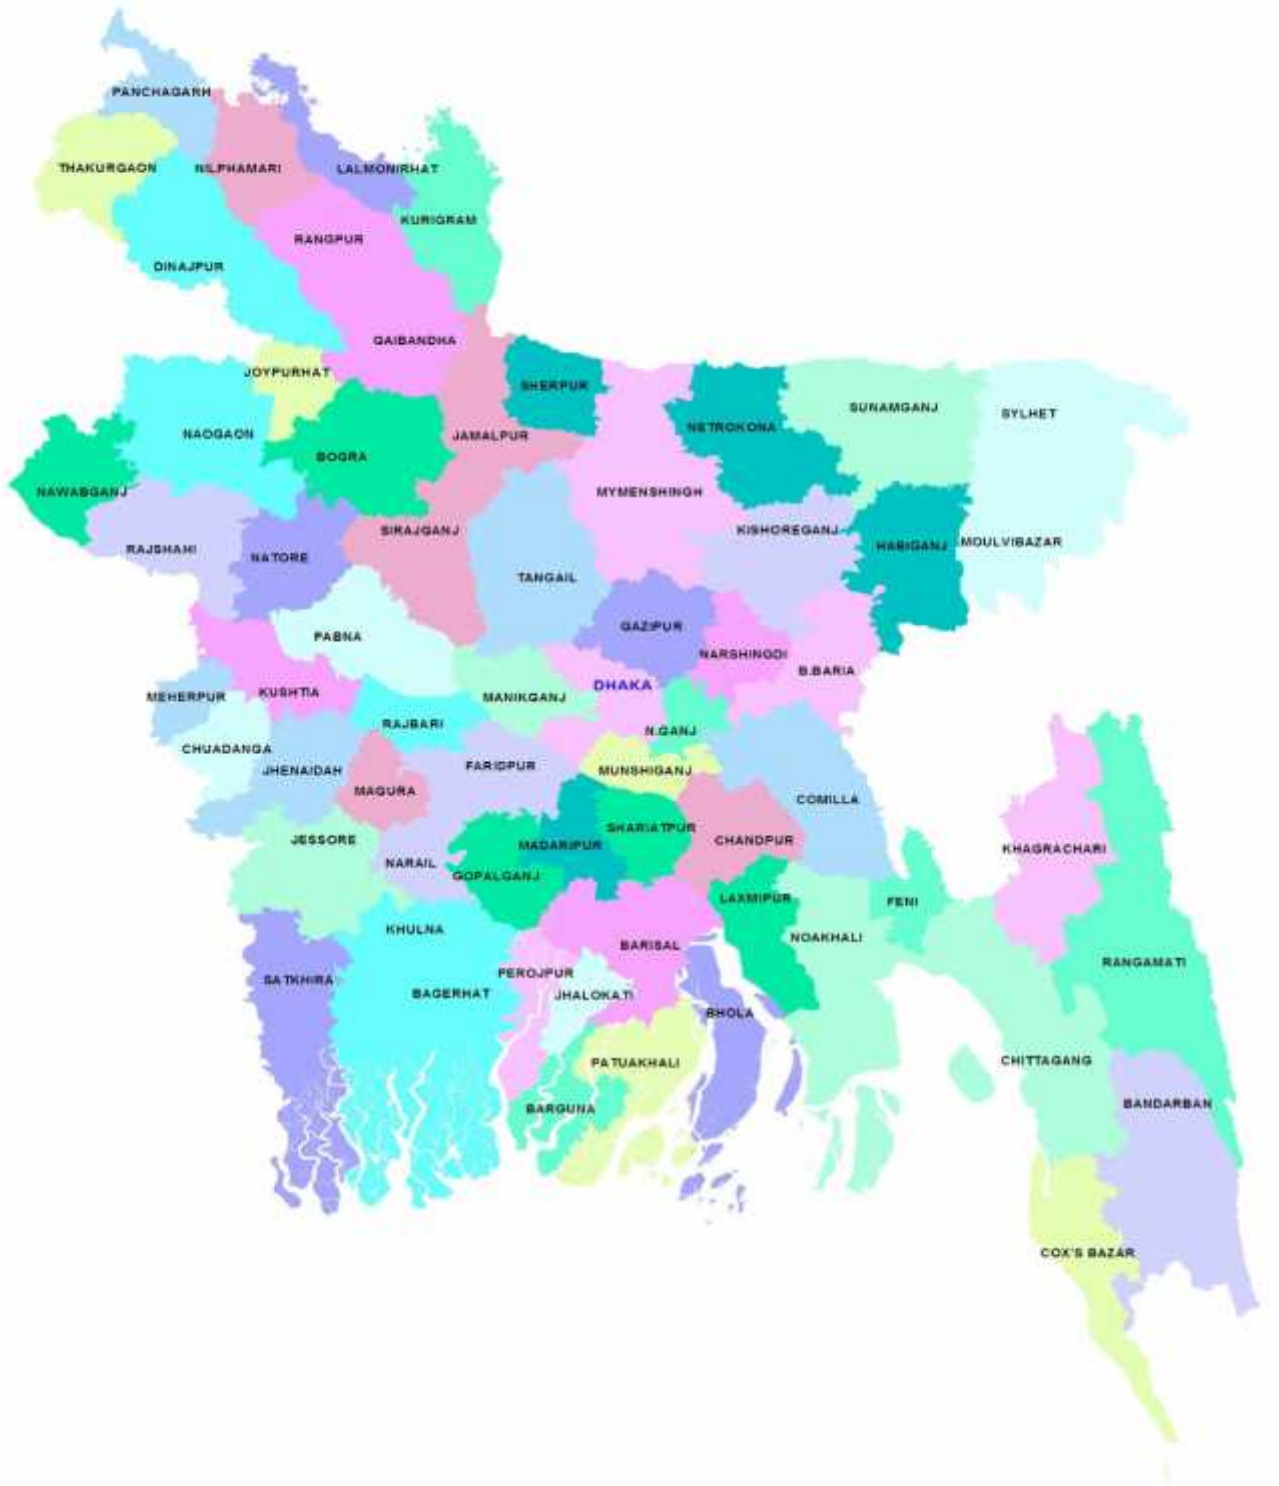 PANCHAGARH
THAKURGAON
NILPHAMARI
LALMONIRHAT
KURIGRAM
RANGPUR
DINAJPUR
GAIBANDHA
JOYPURHAT
SHERPUR
SUNAMGANJ
SYLHET
NETROKONA
NAOGAON
JAMALPUR
BOGRA
NAWABGANJ
MYMENSHINGH
SIRAJGANJ
KISHOREGANJ
HABIGANJ
MOULVIBAZAR
RAJSHAHI
NATORE
TANGAIL
GAZIPUR
PABNA
NARSHINGDI
B.BARIA
DHAKA
MEHERPUR
KUSHTIA
MANIKGANJ
RAJBARI
N.GANJ
CHUADANGA
JHENAIDAH
FARIDPUR
MUNSHIGANJ
MAGURA
COMILLA
SHARIATPUR
JESSORE
MADARIPUR
CHANDPUR
KHAGRACHARI
NARAIL
GOPALGANJ
LAXMIPUR
FENI
KHULNA
NOAKHALI
BARISAL
RANGAMATI
PEROJPUR
SATKHIRA
BAGERHAT
JHALOKATI
BHOLA
PATUAKHALI
CHITTAGANG
BARGUNA
BANDARBAN
COX'S BAZAR